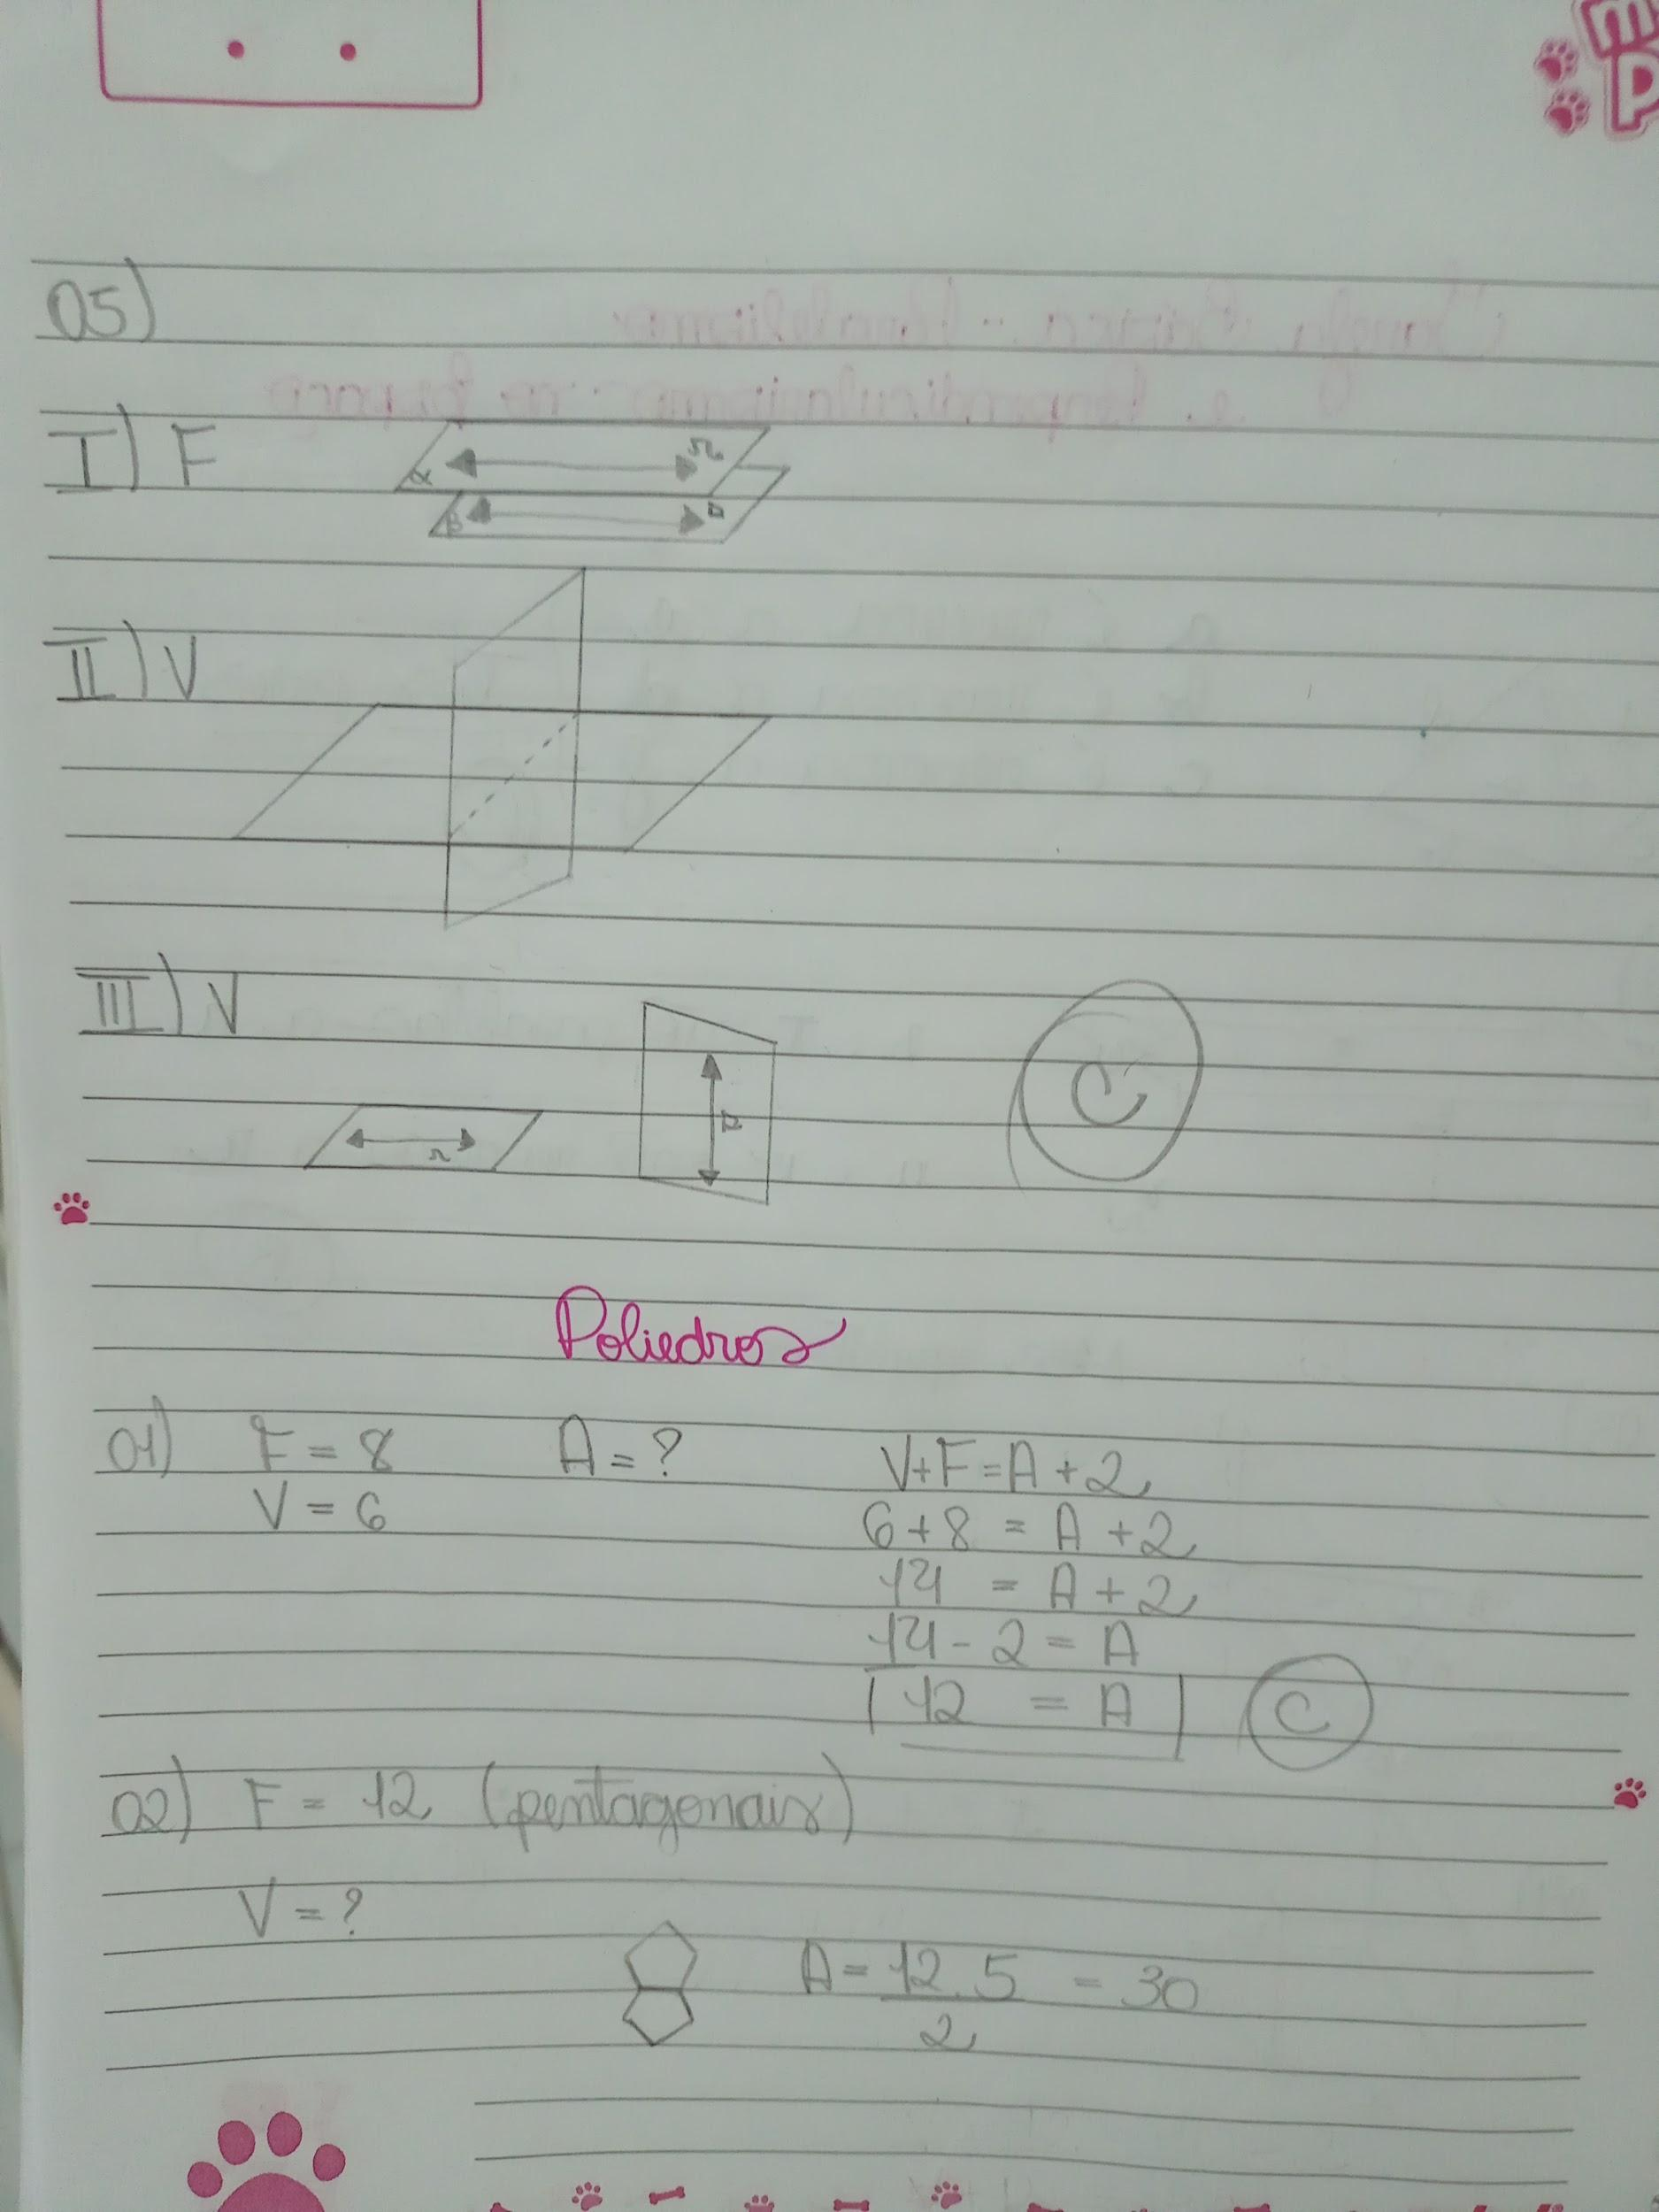 05)
I) F
α r
β s
II) V
III) V
r
s
C
Poliedros
01) F = 8 A = ? V+F=A+2
V = 6 6+8 = A+2
14 = A+2
14-2 = A
12 = A C
02) F = 12 (pentagonais)
V = ?
A = 12.5 = 30
2